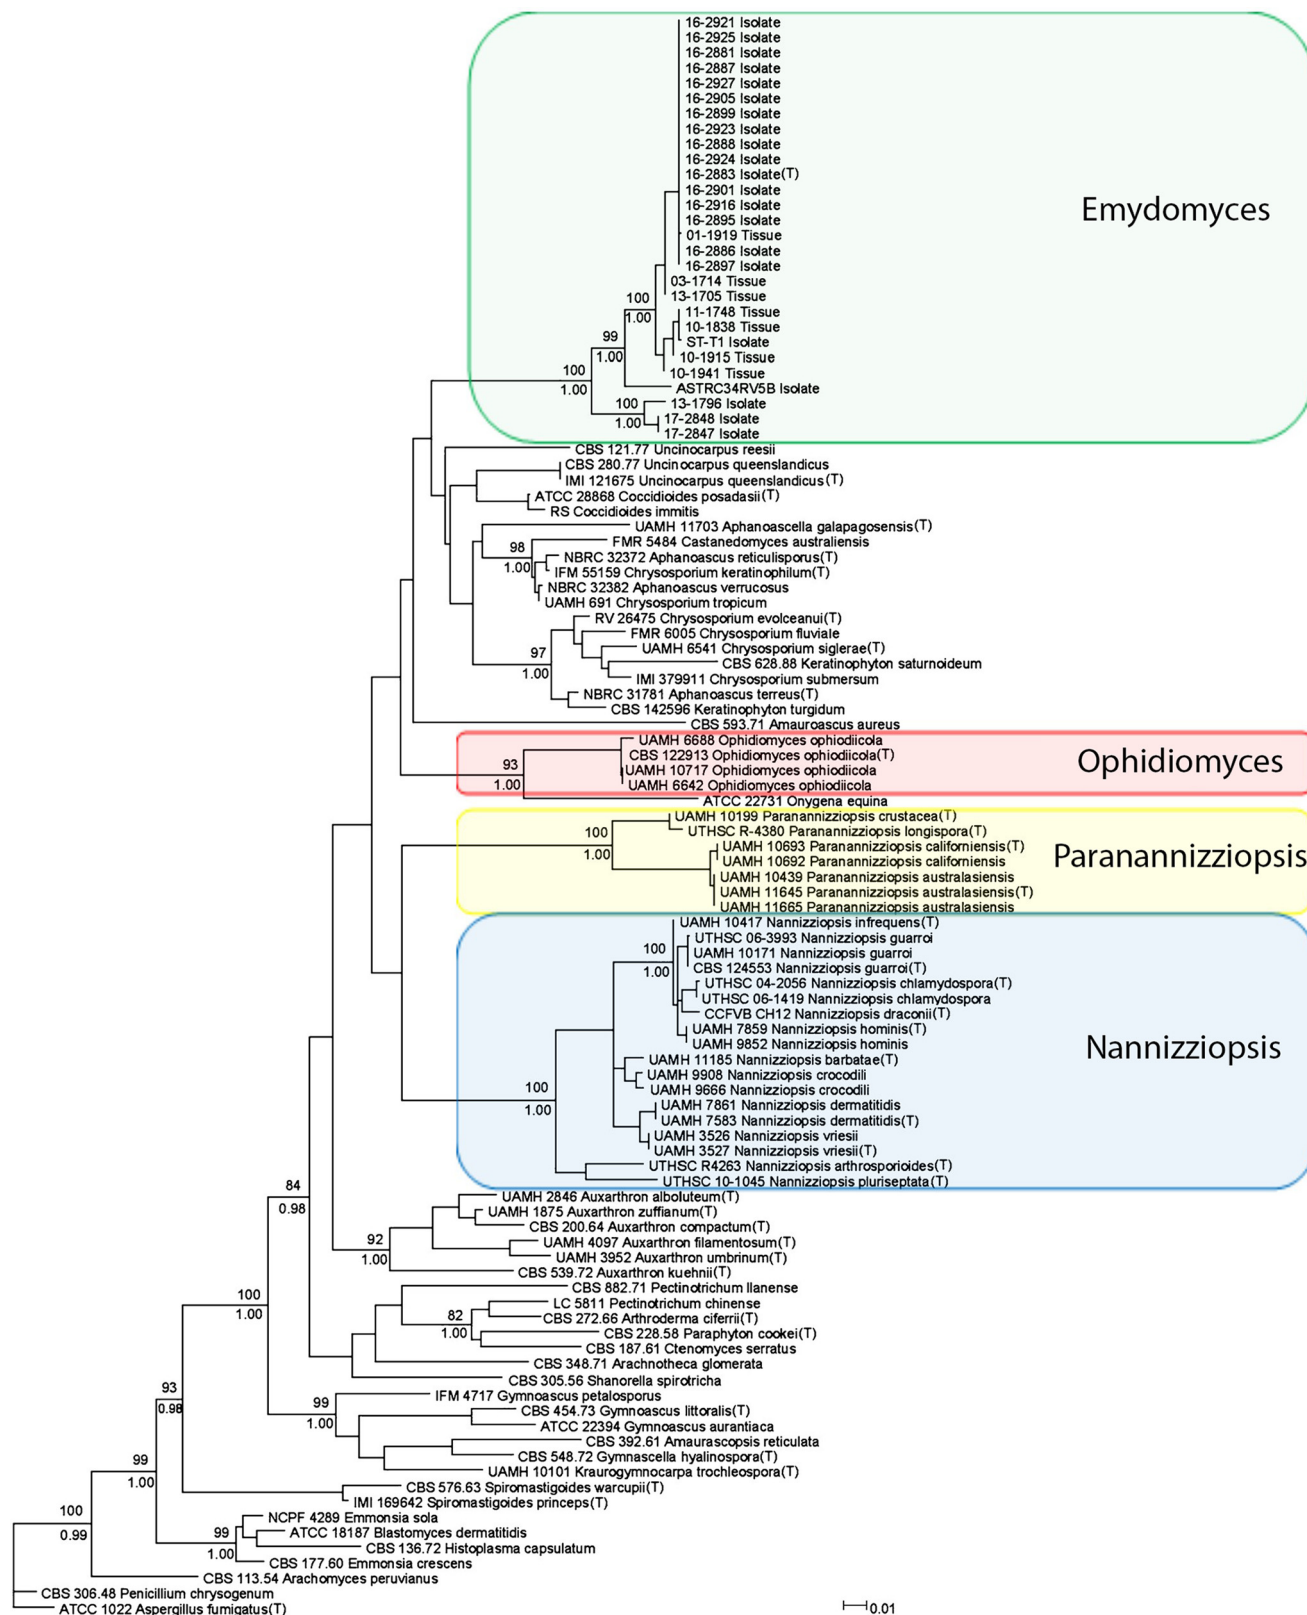 16-2921 Isolate
16-2925 Isolate
16-2881 Isolate
16-2887 Isolate
16-2927 Isolate
16-2905 Isolate
16-2899 Isolate
16-2923 Isolate
16-2888 Isolate
16-2924 Isolate
16-2883 Isolate(T)
16-2901 Isolate
Emydomyces
16-2916 Isolate
16-2895 Isolate
01-1919 Tissue
16-2886 Isolate
16-2897 Isolate
03-1714 Tissue
100
13-1705 Tissue
1.00
11-1748 Tissue
10-1838 Tissue
99
ST-T1 Isolate
1.00
10-1915 Tissue
100
10-1941 Tissue
1.00
ASTRC34RV5B Isolate
100
13-1796 Isolate
1.00
17-2848 Isolate
17-2847 Isolate
CBS 121.77 Uncinocarpus reesii
CBS 280.77 Uncinocarpus queenslandicus
IMI 121675 Uncinocarpus queenslandicus(T)
ATCC 28868 Coccidioides posadasii(T)
RS Coccidioides immitis
UAMH 11703 Aphanoascella galapagosensis(T)
FMR 5484 Castanedomyces australiensis
98
NBRC 32372 Aphanoascus reticulisporus(T)
1.00
IFM 55159 Chrysosporium keratinophilum(T)
NBRC 32382 Aphanoascus verrucosus
UAMH 691 Chrysosporium tropicum
RV 26475 Chrysosporium evolceanui(T)
FMR 6005 Chrysosporium fluviale
97
UAMH 6541 Chrysosporium siglerae(T)
1.00
CBS 628.88 Keratinophyton saturnoideum
IMI 379911 Chrysosporium submersum
NBRC 31781 Aphanoascus terreus(T)
CBS 142596 Keratinophyton turgidum
CBS 593.71 Amauroascus aureus
UAMH 6688 Ophidiomyces ophiodiicola
CBS 122913 Ophidiomyces ophiodiicola(T)
Ophidiomyces
93
UAMH 10717 Ophidiomyces ophiodiicola
1.00
UAMH 6642 Ophidiomyces ophiodiicola
ATCC 22731 Onygena equina
UAMH 10199 Paranannizziopsis crustacea(T)
100
UTHSC R-4380 Paranannizziopsis longispora(T)
1.00
UAMH 10693 Paranannizziopsis californiensis(T)
Paranannizziopsis
UAMH 10692 Paranannizziopsis californiensis
UAMH 10439 Paranannizziopsis australasiensis
UAMH 11645 Paranannizziopsis australasiensis(T)
UAMH 11665 Paranannizziopsis australasiensis
UAMH 10417 Nannizziopsis infrequens(T)
UTHSC 06-3993 Nannizziopsis guarroi
100
UAMH 10171 Nannizziopsis guarroi
1.00
CBS 124553 Nannizziopsis guarroi(T)
UTHSC 04-2056 Nannizziopsis chlamydospora(T)
UTHSC 06-1419 Nannizziopsis chlamydospora
CCFVB CH12 Nannizziopsis draconii(T)
UAMH 7859 Nannizziopsis hominis(T)
UAMH 9852 Nannizziopsis hominis
Nannizziopsis
UAMH 11185 Nannizziopsis barbatae(T)
UAMH 9908 Nannizziopsis crocodili
100
UAMH 9666 Nannizziopsis crocodili
1.00
UAMH 7861 Nannizziopsis dermatitidis
UAMH 7583 Nannizziopsis dermatitidis(T)
UAMH 3526 Nannizziopsis vriesii
UAMH 3527 Nannizziopsis vriesii(T)
UTHSC R4263 Nannizziopsis arthrosporioides(T)
UTHSC 10-1045 Nannizziopsis pluriseptata(T)
84
UAMH 2846 Auxarthron alboluteum(T)
0.98
UAMH 1875 Auxarthron zuffianum(T)
CBS 200.64 Auxarthron compactum(T)
92
UAMH 4097 Auxarthron filamentosum(T)
1.00
UAMH 3952 Auxarthron umbrinum(T)
CBS 539.72 Auxarthron kuehnii(T)
CBS 882.71 Pectinotrichum llanense
100
LC 5811 Pectinotrichum chinense
1.00
82
CBS 272.66 Arthroderma ciferrii(T)
1.00
CBS 228.58 Paraphyton cookei(T)
CBS 187.61 Ctenomyces serratus
CBS 348.71 Arachnotheca glomerata
CBS 305.56 Shanorella spirotricha
93
IFM 4717 Gymnoascus petalosporus
0.98
99
CBS 454.73 Gymnoascus littoralis(T)
1.00
ATCC 22394 Gymnoascus aurantiaca
CBS 392.61 Amaurascopsis reticulata
99
CBS 548.72 Gymnascella hyalinospora(T)
1.00
UAMH 10101 Kraurogymnocarpa trochleospora(T)
CBS 576.63 Spiromastigoides warcupii(T)
IMI 169642 Spiromastigoides princeps(T)
100
NCPF 4289 Emmonsia sola
0.99
99
ATCC 18187 Blastomyces dermatitidis
1.00
CBS 136.72 Histoplasma capsulatum
CBS 177.60 Emmonsia crescens
CBS 113.54 Arachomyces peruvianus
CBS 306.48 Penicillium chrysogenum
ATCC 1022 Aspergillus fumigatus(T)
0.01